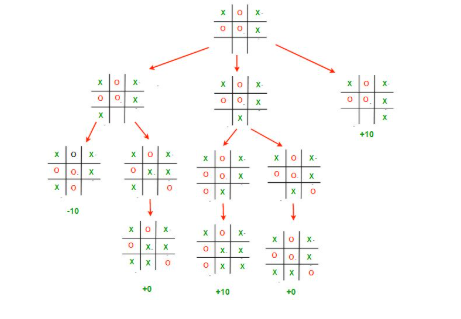 X O X
O O X
X O X X O X X O X
O O X O O X O O X
X X X
+10
X O X X O X X O X X O X
O O X O X X O O X O O X
X O O O X X O
-10
X O X X O X X O X
O X X O X X O O X
X X O O X X X X O
+0 +10 +0